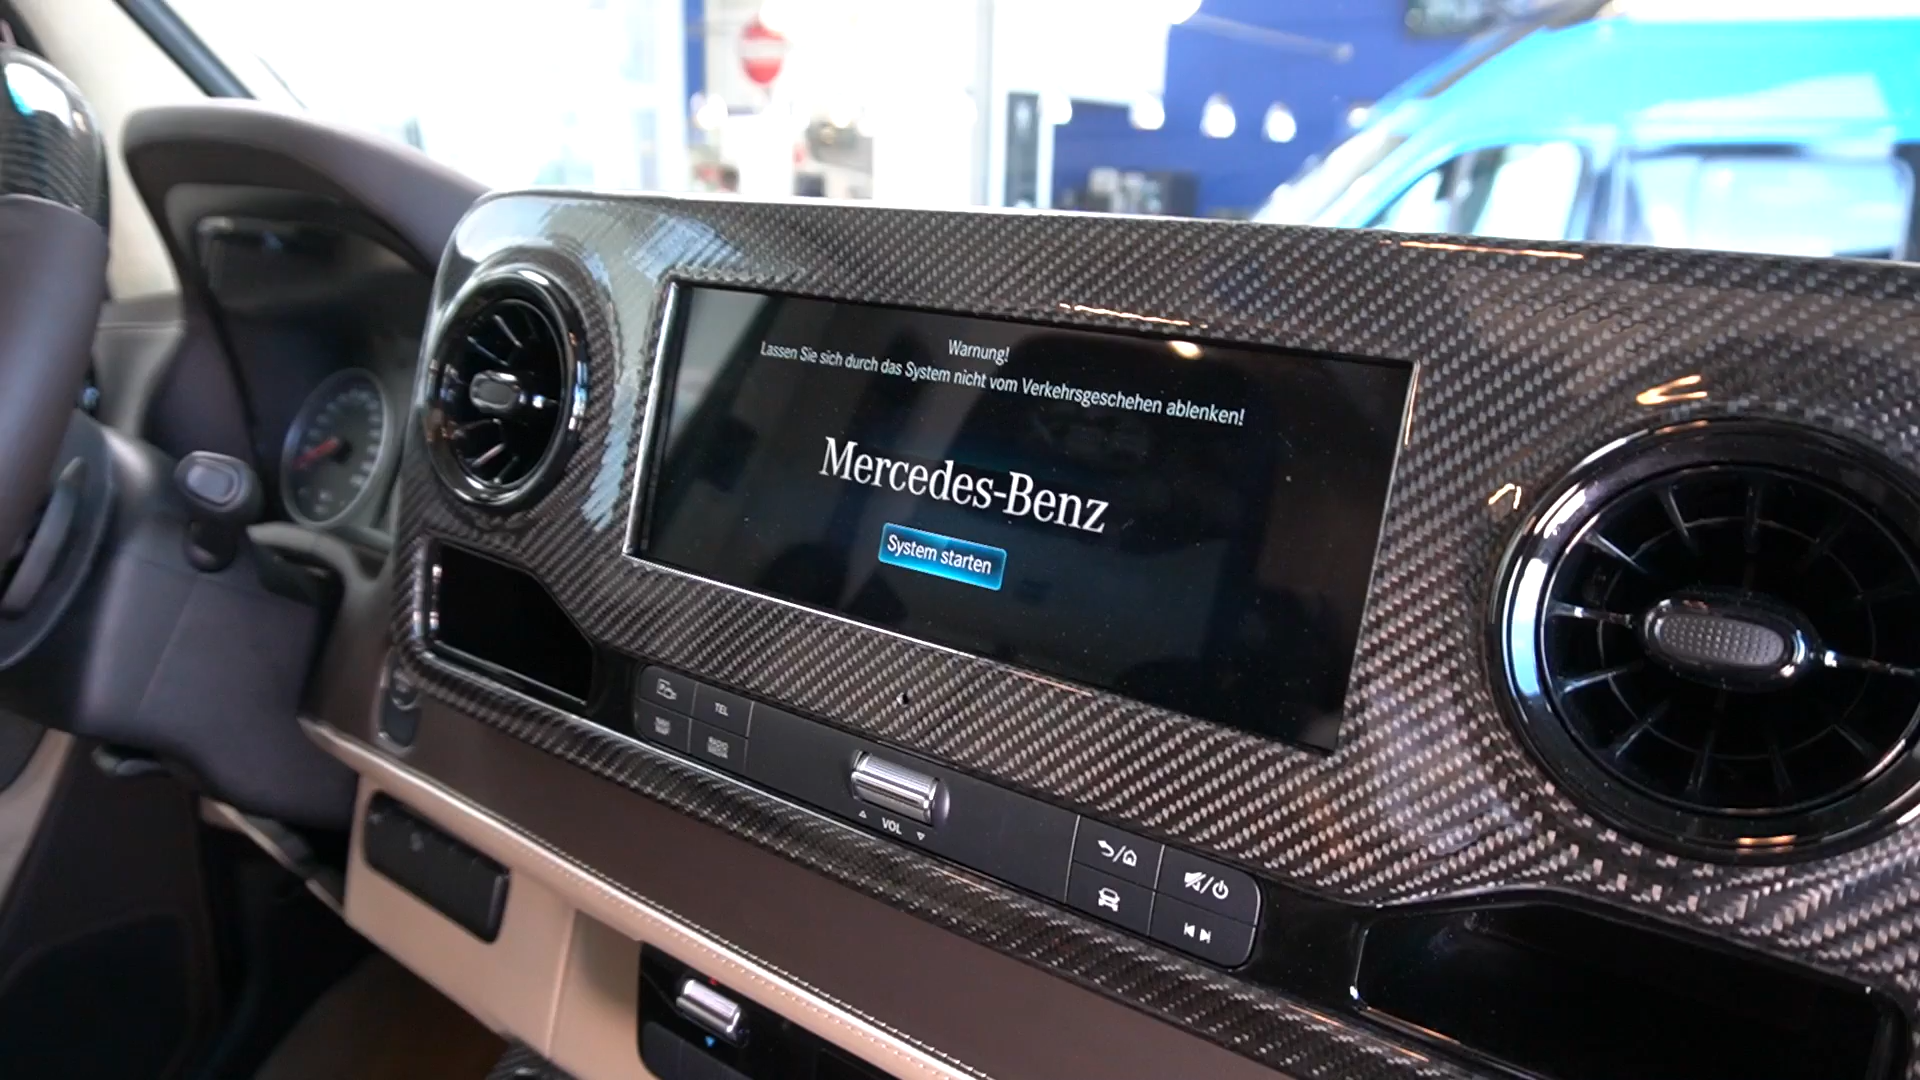 Warnung!
Lassen Sie sich durch das System nicht vom Verkehrsgeschehen ablenken!
Mercedes-Benz
System starten
TEL
VOL